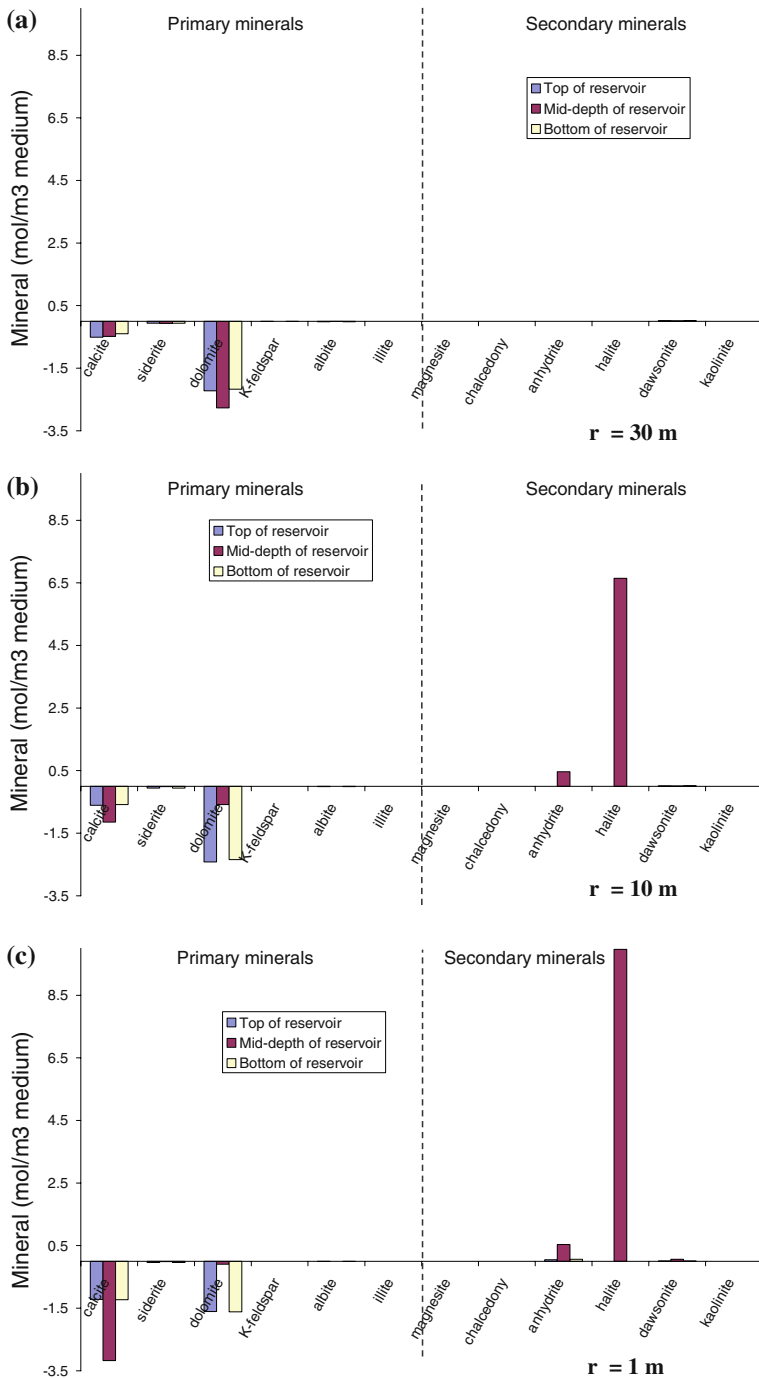 (a)
Primary minerals
Secondary minerals
Mineral (mol/m3 medium)
8.5
6.5
4.5
2.5
0.5
-1.5
-3.5
Top of reservoir
Mid-depth of reservoir
Bottom of reservoir
calcite
siderite
dolomite
K-feldspar
albite
illite
magnesite
chalcedony
anhydrite
halite
dawsonite
kaolinite
r = 30 m
(b)
Primary minerals
Secondary minerals
Mineral (mol/m3 medium)
8.5
6.5
4.5
2.5
0.5
-1.5
-3.5
Top of reservoir
Mid-depth of reservoir
Bottom of reservoir
calcite
siderite
dolomite
K-feldspar
albite
illite
magnesite
chalcedony
anhydrite
halite
dawsonite
kaolinite
r = 10 m
(c)
Primary minerals
Secondary minerals
Mineral (mol/m3 medium)
8.5
6.5
4.5
2.5
0.5
-1.5
-3.5
Top of reservoir
Mid-depth of reservoir
Bottom of reservoir
calcite
siderite
dolomite
K-feldspar
albite
illite
magnesite
chalcedony
anhydrite
halite
dawsonite
kaolinite
r = 1 m